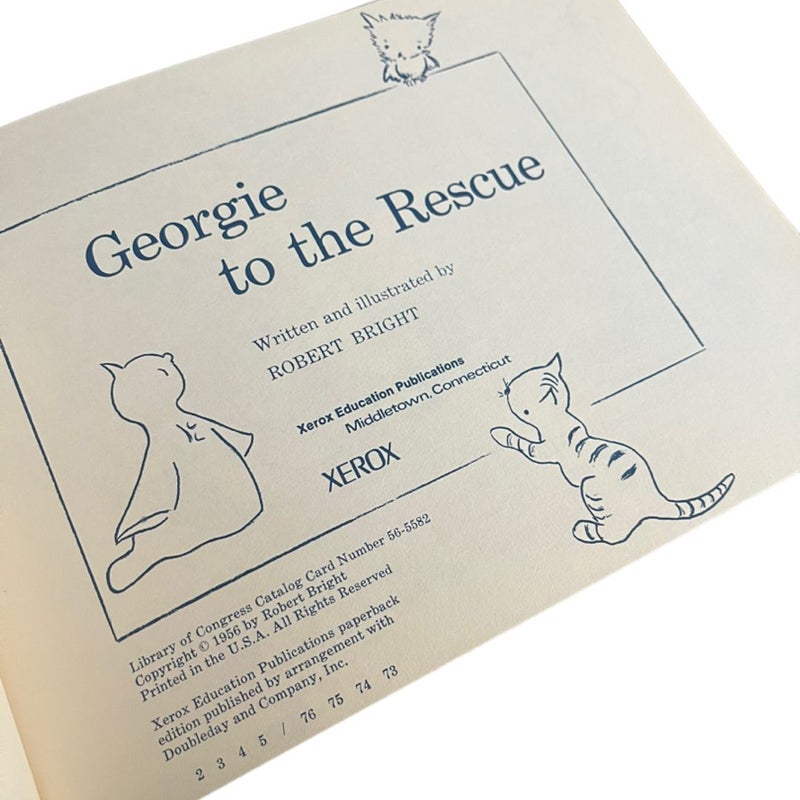 Georgie
to the Rescue
Written and illustrated by
ROBERT BRIGHT
Xerox Education Publications
Middletown, Connecticut
XEROX
Library of Congress Catalog Card Number 56-5582
Copyright © 1956 by Robert Bright
Printed in the U.S.A. All Rights Reserved
Xerox Education Publications paperback
edition published by arrangement with
Doubleday and Company, Inc.
2 3 4 5 / 76 75 74 73